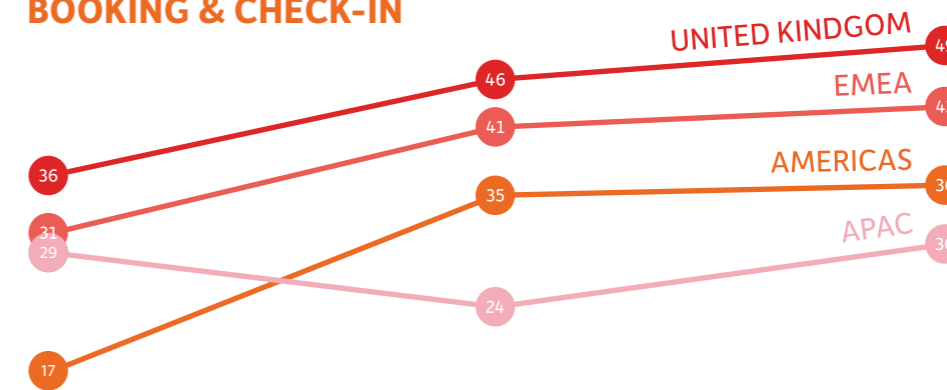 BOOKING & CHECK-IN
UNITED KINDGOM
EMEA
AMERICAS
APAC
46
41
36
35
31
29
24
17